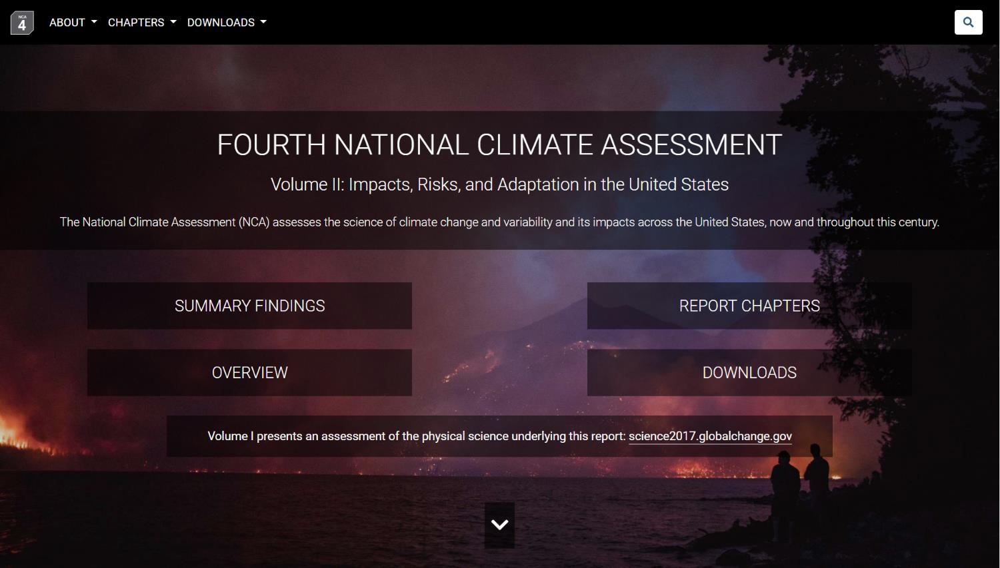 NCA
4
ABOUT
CHAPTERS
DOWNLOADS
FOURTH NATIONAL CLIMATE ASSESSMENT
Volume II: Impacts, Risks, and Adaptation in the United States
The National Climate Assessment (NCA) assesses the science of climate change and variability and its impacts across the United States, now and throughout this century.
SUMMARY FINDINGS
REPORT CHAPTERS
OVERVIEW
DOWNLOADS
Volume I presents an assessment of the physical science underlying this report: science2017.globalchange.gov